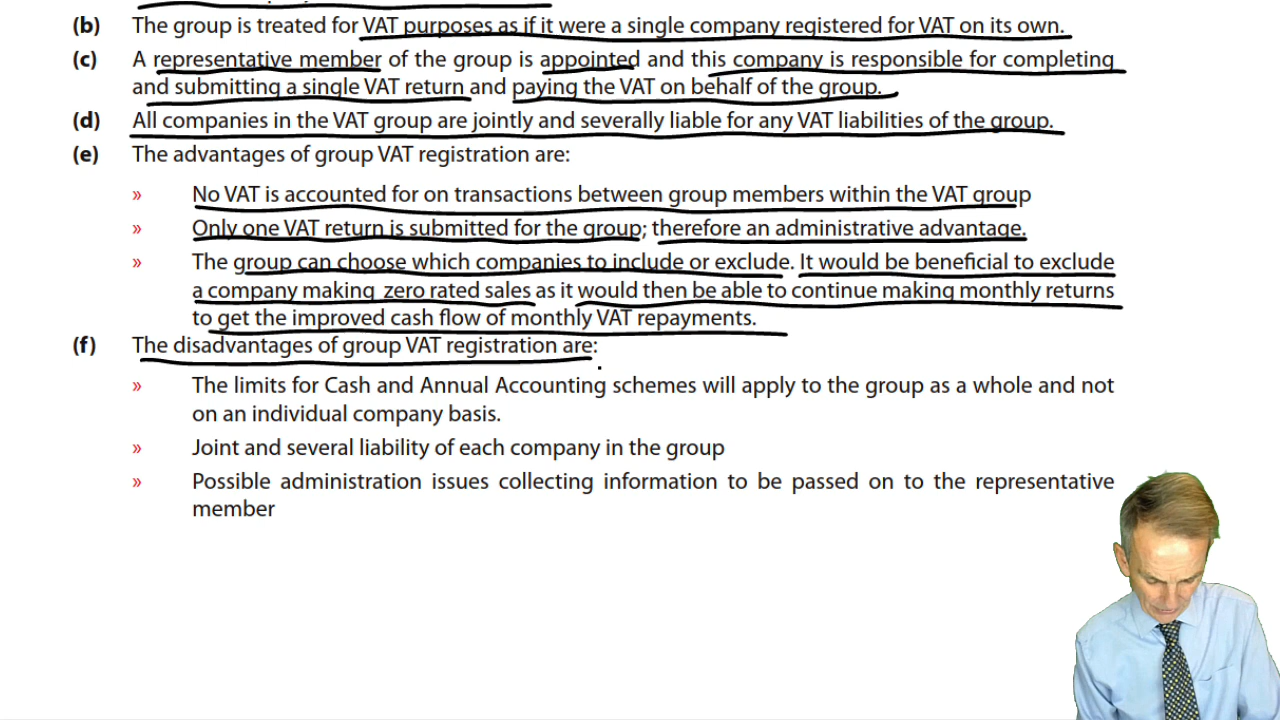 (b) The group is treated for VAT purposes as if it were a single company registered for VAT on its own.
(c) A representative member of the group is appointed and this company is responsible for completing
and submitting a single VAT return and paying the VAT on behalf of the group.
(d) All companies in the VAT group are jointly and severally liable for any VAT liabilities of the group.
(e) The advantages of group VAT registration are:
» No VAT is accounted for on transactions between group members within the VAT group
» Only one VAT return is submitted for the group; therefore an administrative advantage.
» The group can choose which companies to include or exclude. It would be beneficial to exclude
a company making zero rated sales as it would then be able to continue making monthly returns
to get the improved cash flow of monthly VAT repayments.
(f) The disadvantages of group VAT registration are:
» The limits for Cash and Annual Accounting schemes will apply to the group as a whole and not
on an individual company basis.
» Joint and several liability of each company in the group
» Possible administration issues collecting information to be passed on to the representative
member